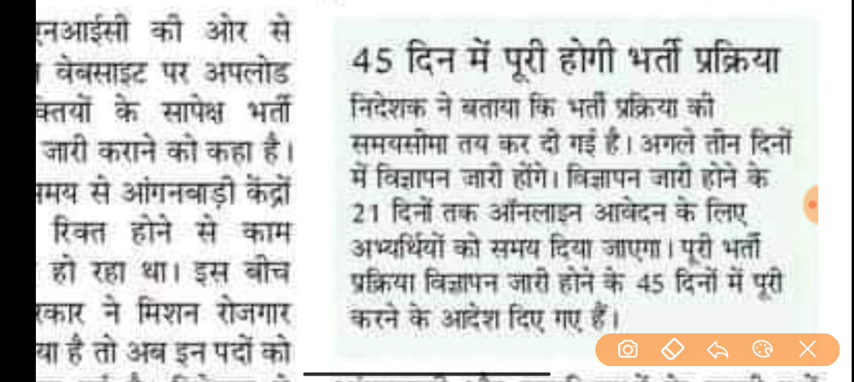 एनआईसी की ओर से
वेबसाइट पर अपलोड
क्तियों के सापेक्ष भर्ती
जारी कराने को कहा है।
समय से आंगनबाड़ी केंद्रों
रिक्त होने से काम
हो रहा था। इस बीच
रकार ने मिशन रोजगार
या है तो अब इन पदों को
45 दिन में पूरी होगी भर्ती प्रक्रिया
निदेशक ने बताया कि भर्ती प्रक्रिया की
समयसीमा तय कर दी गई है। अगले तीन दिनों
में विज्ञापन जारी होंगे। विज्ञापन जारी होने के
21 दिनों तक ऑनलाइन आवेदन के लिए
अभ्यर्थियों को समय दिया जाएगा। पूरी भर्ती
प्रक्रिया विज्ञापन जारी होने के 45 दिनों में पूरी
करने के आदेश दिए गए हैं।